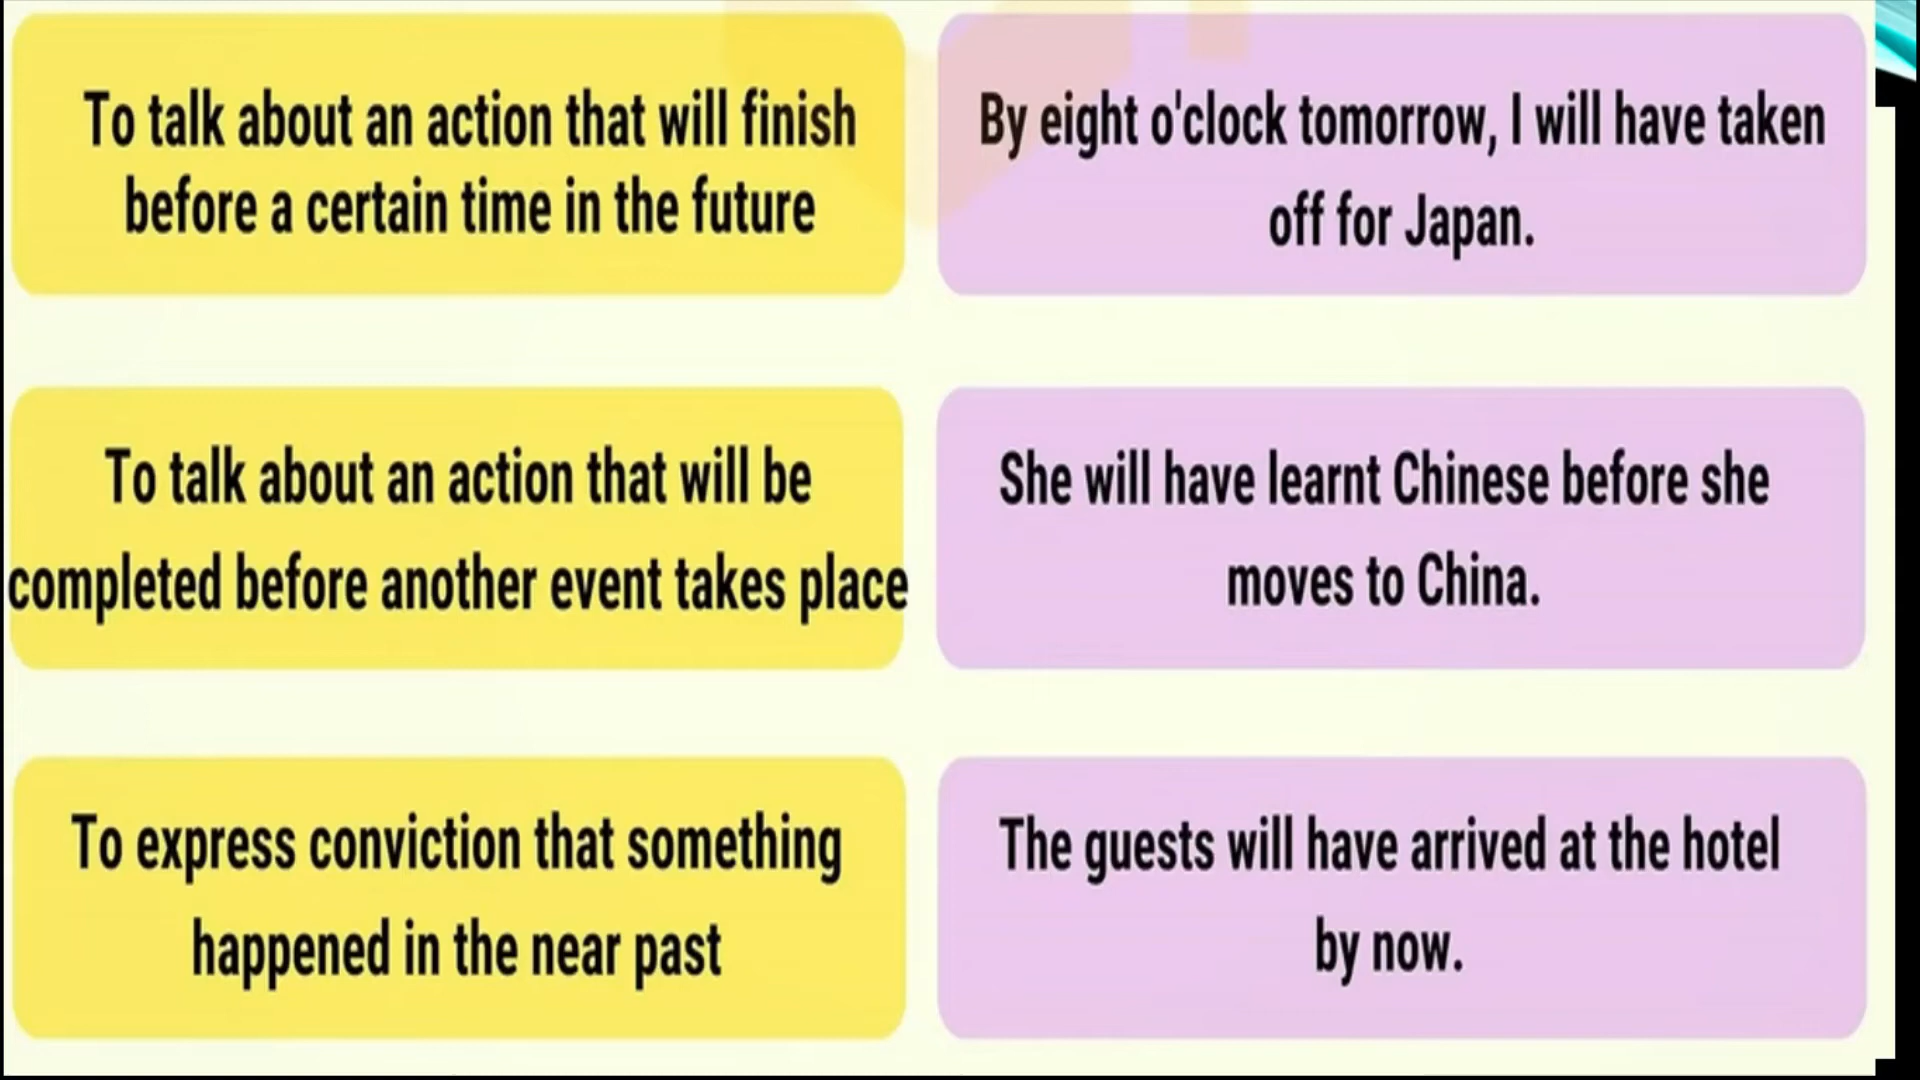 To talk about an action that will finish
before a certain time in the future
By eight o'clock tomorrow, I will have taken
off for Japan.
To talk about an action that will be
completed before another event takes place
She will have learnt Chinese before she
moves to China.
To express conviction that something
happened in the near past
The guests will have arrived at the hotel
by now.